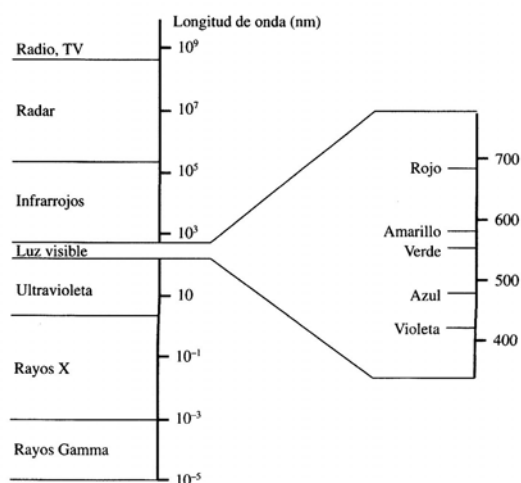 Longitud de onda (nm)
Radio, TV
10⁹
Radar
10⁷
10⁵
Infrarrojos
10³
Luz visible
Ultravioleta
10
Rayos X
10⁻¹
10⁻³
Rayos Gamma
10⁻⁵
700
Rojo
600
Amarillo
Verde
500
Azul
Violeta
400